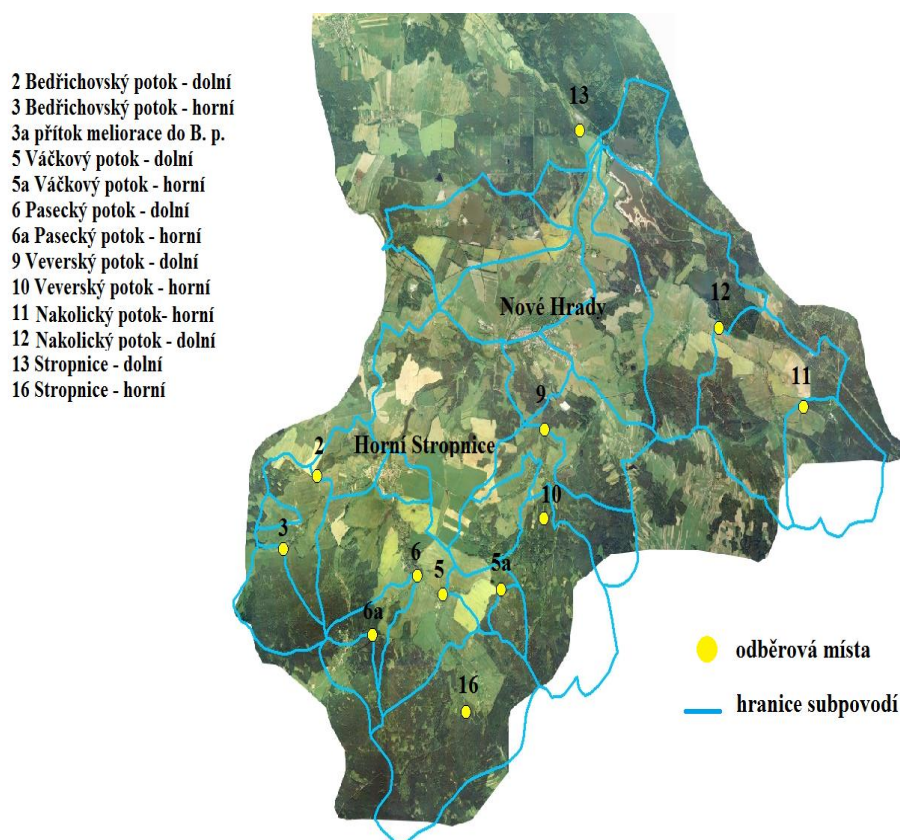 2 Bedřichovský potok - dolní
3 Bedřichovský potok - horní
3a přítok meliorace do B. p.
5 Váčkový potok - dolní
5a Váčkový potok - horní
6 Pasecký potok - dolní
6a Pasecký potok - horní
9 Veverský potok - dolní
10 Veverský potok - horní
11 Nakolický potok- horní
12 Nakolický potok - dolní
13 Stropnice - dolní
16 Stropnice - horní
13
Nové Hrady
12
11
9
Horní Stropnice
2
10
3
6
5
5a
6a
16
odběrová místa
hranice subpovodí